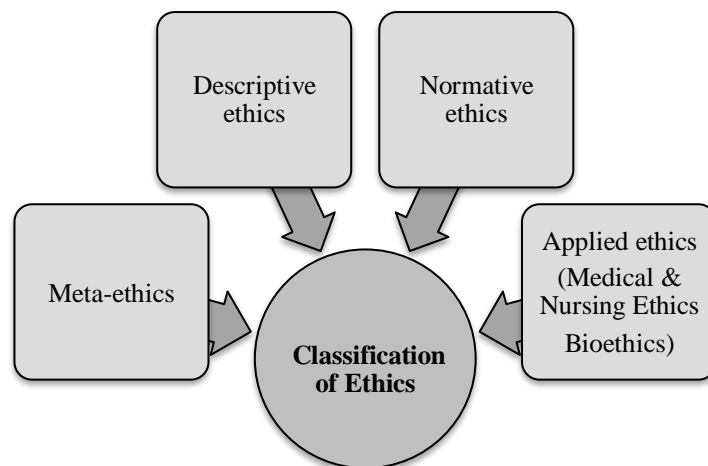 Descriptive
ethics
Normative
ethics
Meta-ethics
Applied ethics
(Medical &
Nursing Ethics
Bioethics)
Classification
of Ethics